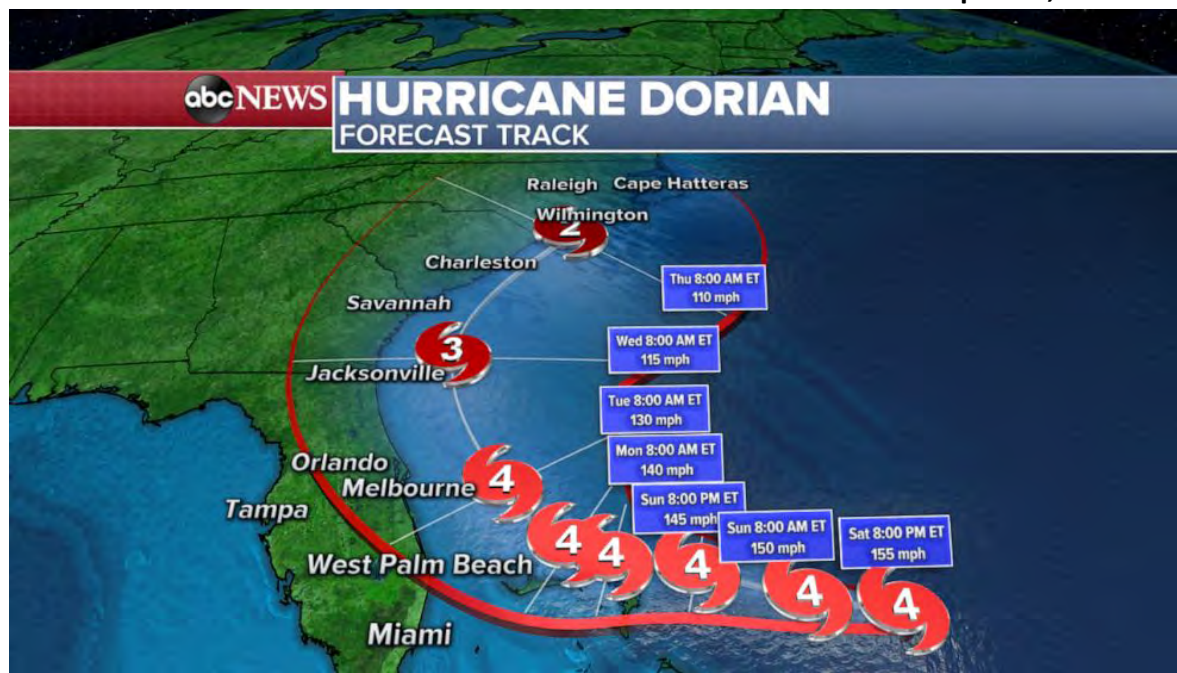 abc NEWS
HURRICANE DORIAN
FORECAST TRACK
Raleigh
Cape Hatteras
Wilmington
2
Charleston
Thu 8:00 AM ET
110 mph
Savannah
Wed 8:00 AM ET
115 mph
3
Jacksonville
Tue 8:00 AM ET
130 mph
Mon 8:00 AM ET
140 mph
Orlando
Melbourne
4
Sun 8:00 PM ET
145 mph
Tampa
Sun 8:00 AM ET
150 mph
Sat 8:00 PM ET
155 mph
West Palm Beach
4
4
4
4
4
Miami